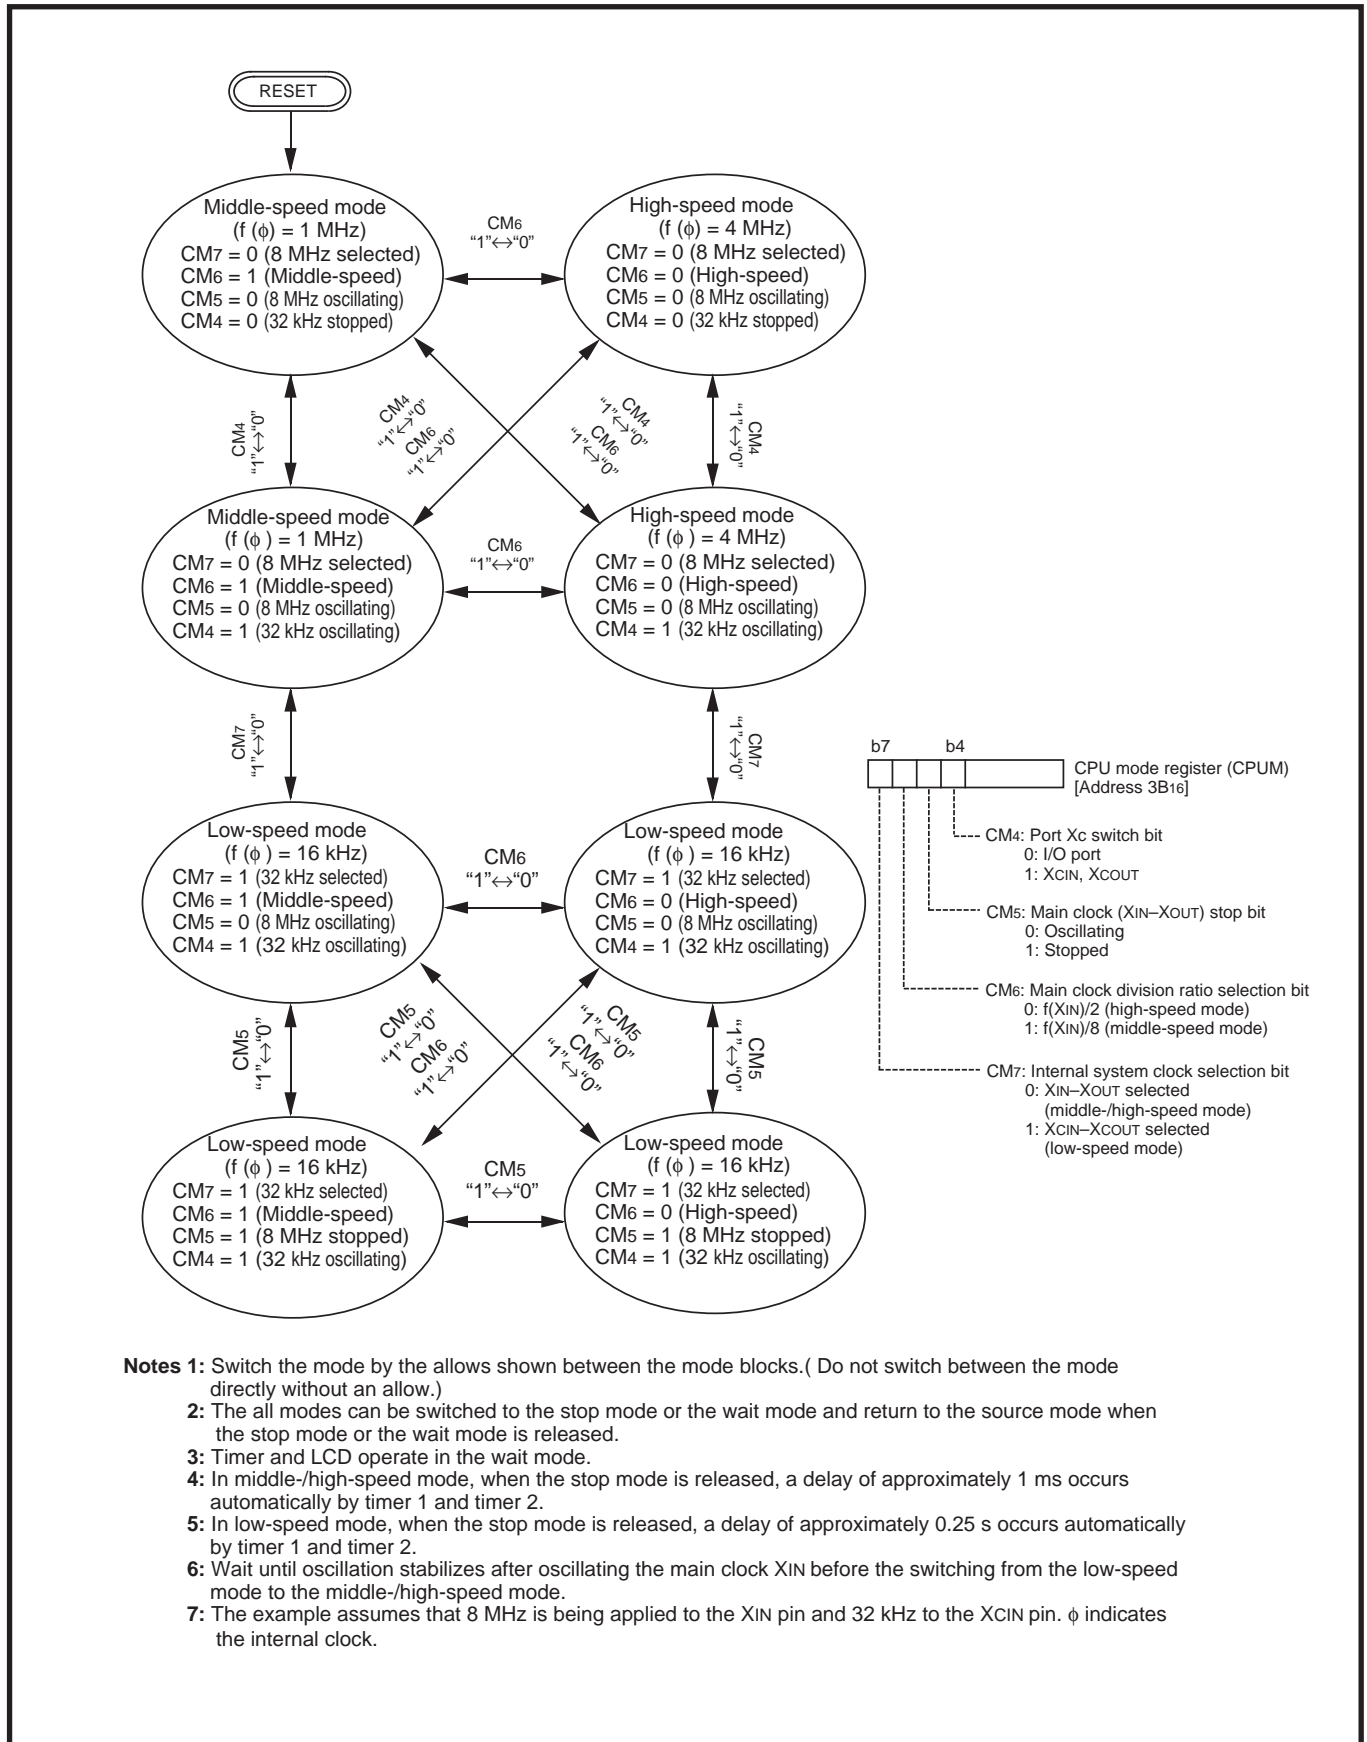 RESET
Middle-speed mode
(f (ϕ) = 1 MHz)
CM7 = 0 (8 MHz selected)
CM6 = 1 (Middle-speed)
CM5 = 0 (8 MHz oscillating)
CM4 = 0 (32 kHz stopped)
CM6
“1”↔“0”
High-speed mode
(f (ϕ) = 4 MHz)
CM7 = 0 (8 MHz selected)
CM6 = 0 (High-speed)
CM5 = 0 (8 MHz oscillating)
CM4 = 0 (32 kHz stopped)
CM4
“1”↔“0”
CM4
“1”↔“0”
CM6
“1”↔“0”
CM4
“1”↔“0”
CM6
“1”↔“0”
CM4
“1”↔“0”
Middle-speed mode
(f (ϕ ) = 1 MHz)
CM7 = 0 (8 MHz selected)
CM6 = 1 (Middle-speed)
CM5 = 0 (8 MHz oscillating)
CM4 = 1 (32 kHz oscillating)
CM6
“1”↔“0”
High-speed mode
(f (ϕ ) = 4 MHz)
CM7 = 0 (8 MHz selected)
CM6 = 0 (High-speed)
CM5 = 0 (8 MHz oscillating)
CM4 = 1 (32 kHz oscillating)
CM7
“1”↔“0”
CM7
“1”↔“0”
Low-speed mode
(f (ϕ ) = 16 kHz)
CM7 = 1 (32 kHz selected)
CM6 = 1 (Middle-speed)
CM5 = 0 (8 MHz oscillating)
CM4 = 1 (32 kHz oscillating)
CM6
“1”↔“0”
Low-speed mode
(f (ϕ ) = 16 kHz)
CM7 = 1 (32 kHz selected)
CM6 = 0 (High-speed)
CM5 = 0 (8 MHz oscillating)
CM4 = 1 (32 kHz oscillating)
CM5
“1”↔“0”
CM5
“1”↔“0”
CM6
“1”↔“0”
CM5
“1”↔“0”
CM6
“1”↔“0”
CM5
“1”↔“0”
Low-speed mode
(f (ϕ ) = 16 kHz)
CM7 = 1 (32 kHz selected)
CM6 = 1 (Middle-speed)
CM5 = 1 (8 MHz stopped)
CM4 = 1 (32 kHz oscillating)
CM5
“1”↔“0”
Low-speed mode
(f (ϕ ) = 16 kHz)
CM7 = 1 (32 kHz selected)
CM6 = 0 (High-speed)
CM5 = 1 (8 MHz stopped)
CM4 = 1 (32 kHz oscillating)
b7 b4
CPU mode register (CPUM)
[Address 3B16]
CM4: Port Xc switch bit
0: I/O port
1: XCIN, XCOUT
CM5: Main clock (XIN–XOUT) stop bit
0: Oscillating
1: Stopped
CM6: Main clock division ratio selection bit
0: f(XIN)/2 (high-speed mode)
1: f(XIN)/8 (middle-speed mode)
CM7: Internal system clock selection bit
0: XIN–XOUT selected
(middle-/high-speed mode)
1: XCIN–XCOUT selected
(low-speed mode)
Notes 1: Switch the mode by the allows shown between the mode blocks.( Do not switch between the mode
directly without an allow.)
2: The all modes can be switched to the stop mode or the wait mode and return to the source mode when
the stop mode or the wait mode is released.
3: Timer and LCD operate in the wait mode.
4: In middle-/high-speed mode, when the stop mode is released, a delay of approximately 1 ms occurs
automatically by timer 1 and timer 2.
5: In low-speed mode, when the stop mode is released, a delay of approximately 0.25 s occurs automatically
by timer 1 and timer 2.
6: Wait until oscillation stabilizes after oscillating the main clock XIN before the switching from the low-speed
mode to the middle-/high-speed mode.
7: The example assumes that 8 MHz is being applied to the XIN pin and 32 kHz to the XCIN pin. ϕ indicates
the internal clock.